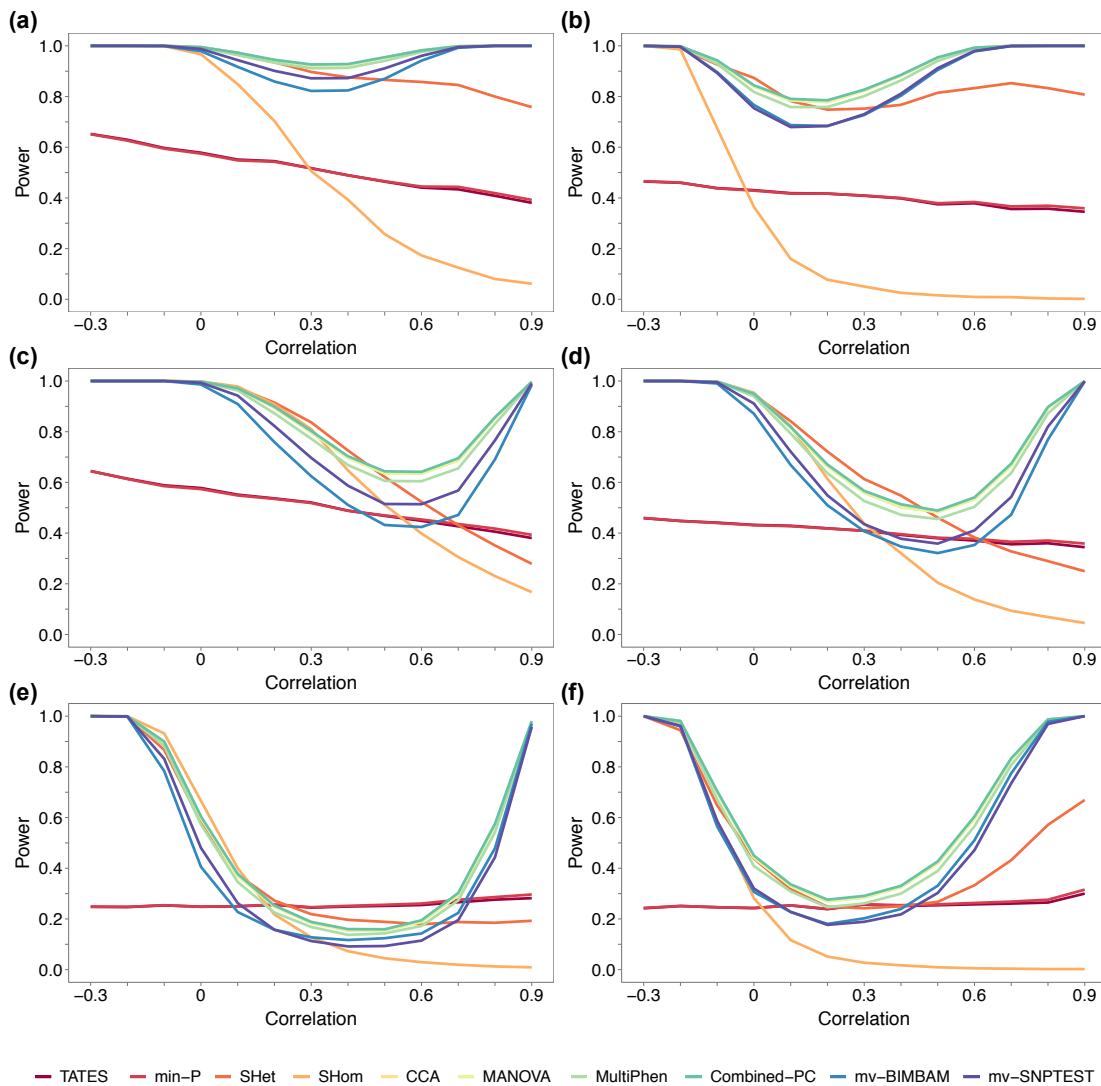 (a) (b)
1.0 1.0
0.8 0.8
0.6 0.6
Power Power
0.4 0.4
0.2 0.2
0.0 0.0
−0.3 0 0.3 0.6 0.9 −0.3 0 0.3 0.6 0.9
Correlation Correlation
(c) (d)
1.0 1.0
0.8 0.8
0.6 0.6
Power Power
0.4 0.4
0.2 0.2
0.0 0.0
−0.3 0 0.3 0.6 0.9 −0.3 0 0.3 0.6 0.9
Correlation Correlation
(e) (f)
1.0 1.0
0.8 0.8
0.6 0.6
Power Power
0.4 0.4
0.2 0.2
0.0 0.0
−0.3 0 0.3 0.6 0.9 −0.3 0 0.3 0.6 0.9
Correlation Correlation
TATES min−P SHet SHom CCA MANOVA MultiPhen Combined−PC mv−BIMBAM mv−SNPTEST